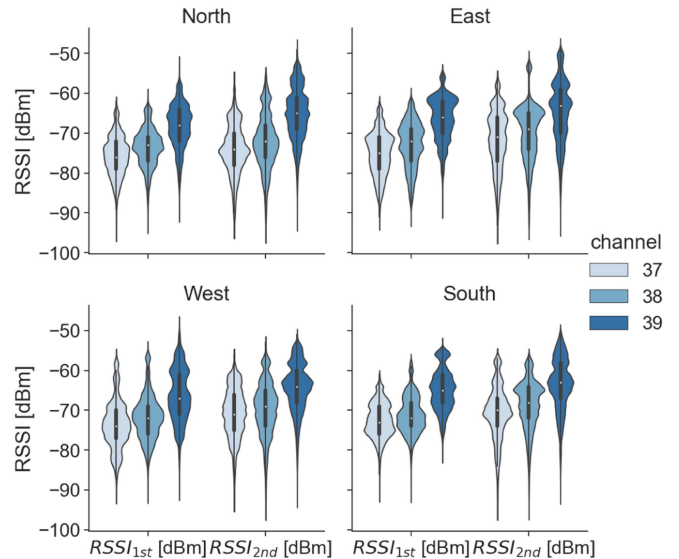 North
East
RSSI [dBm]
−50
−60
−70
−80
−90
−100
channel
37
38
39
West
South
RSSI [dBm]
−50
−60
−70
−80
−90
−100
RSSI1st [dBm] RSSI2nd [dBm]
RSSI1st [dBm] RSSI2nd [dBm]